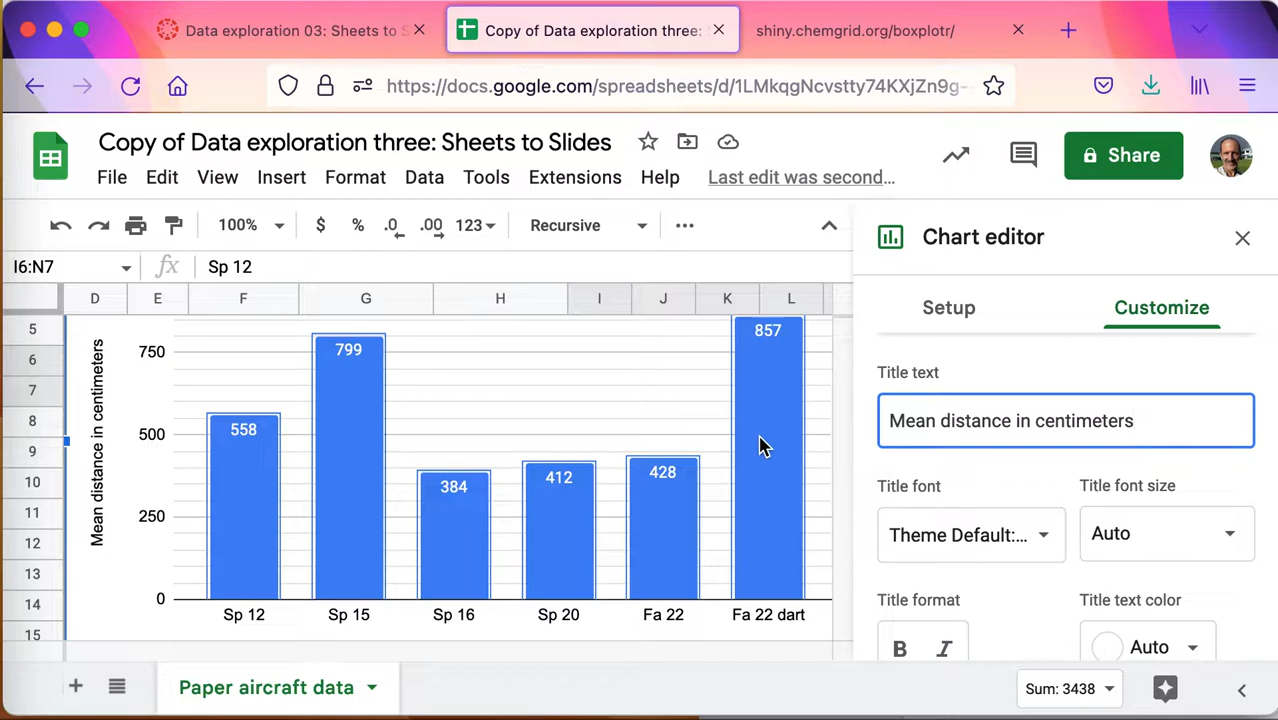 Data exploration 03: Sheets to S
Copy of Data exploration three:
shiny.chemgrid.org/boxplotr/
https://docs.google.com/spreadsheets/d/1LMkqgNcvstty74KXjZn9g-
Copy of Data exploration three: Sheets to Slides
Share
File Edit View Insert Format Data Tools Extensions Help Last edit was second...
100% $ % .0 .00 123 Recursive
I6:N7 fx Sp 12
Chart editor
Setup Customize
D E F G H I J K L
5
6
7
8
9
10
11
12
13
14
15
Mean distance in centimeters
750
500
250
0
558
799
384
412
428
857
Sp 12 Sp 15 Sp 16 Sp 20 Fa 22 Fa 22 dart
Title text
Mean distance in centimeters
Title font Title font size
Theme Default:... Auto
Title format Title text color
B I Auto
Paper aircraft data
Sum: 3438